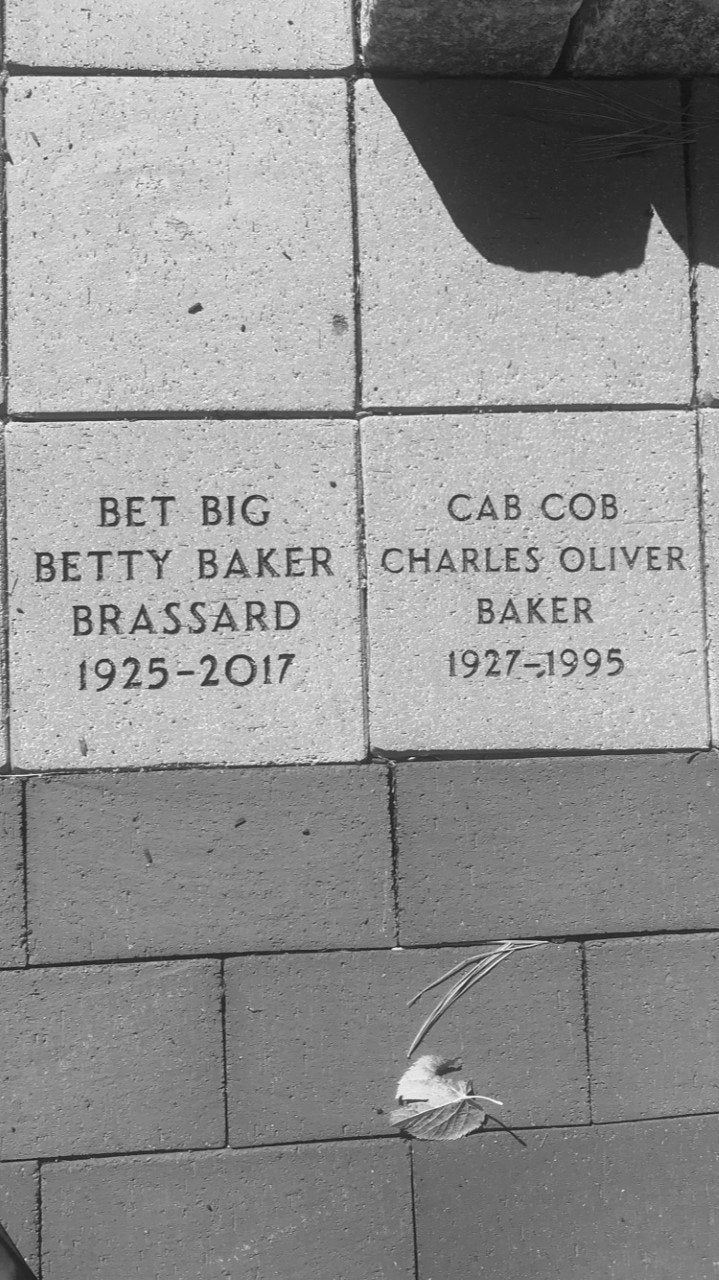 BET BIG
BETTY BAKER
BRASSARD
1925-2017
CAB COB
CHARLES OLIVER
BAKER
1927-1995